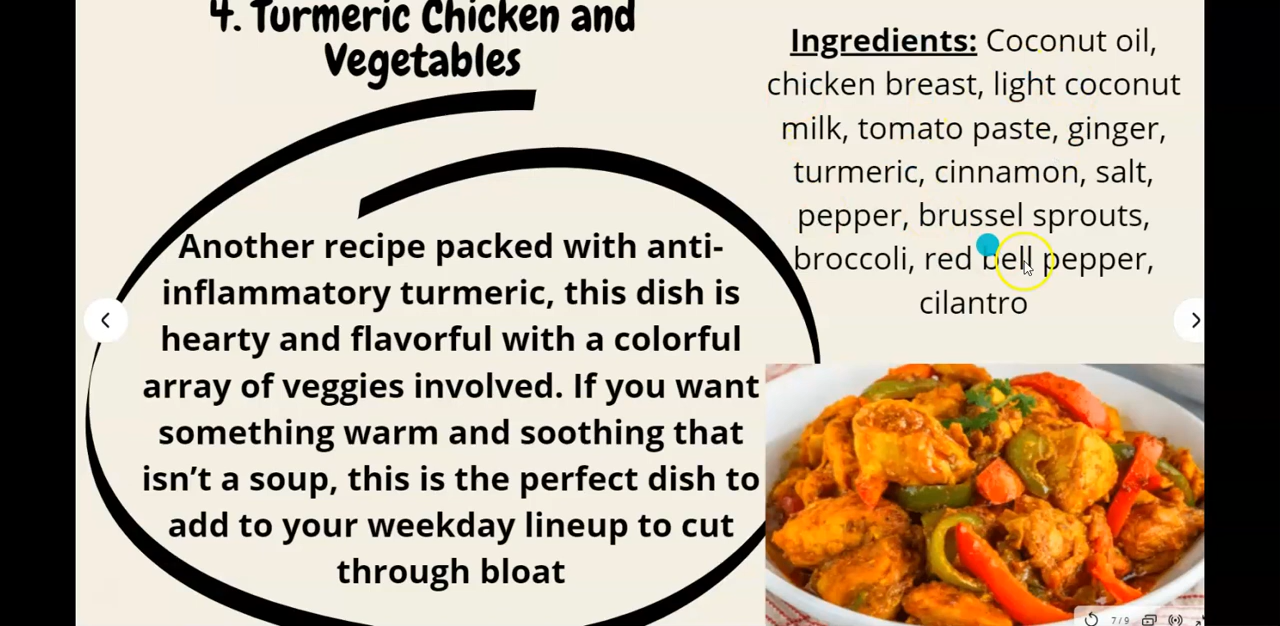 4. Turmeric Chicken and
Vegetables
Another recipe packed with anti-
inflammatory turmeric, this dish is
hearty and flavorful with a colorful
array of veggies involved. If you want
something warm and soothing that
isn’t a soup, this is the perfect dish to
add to your weekday lineup to cut
through bloat
Ingredients: Coconut oil,
chicken breast, light coconut
milk, tomato paste, ginger,
turmeric, cinnamon, salt,
pepper, brussel sprouts,
broccoli, red bell pepper,
cilantro
7/9